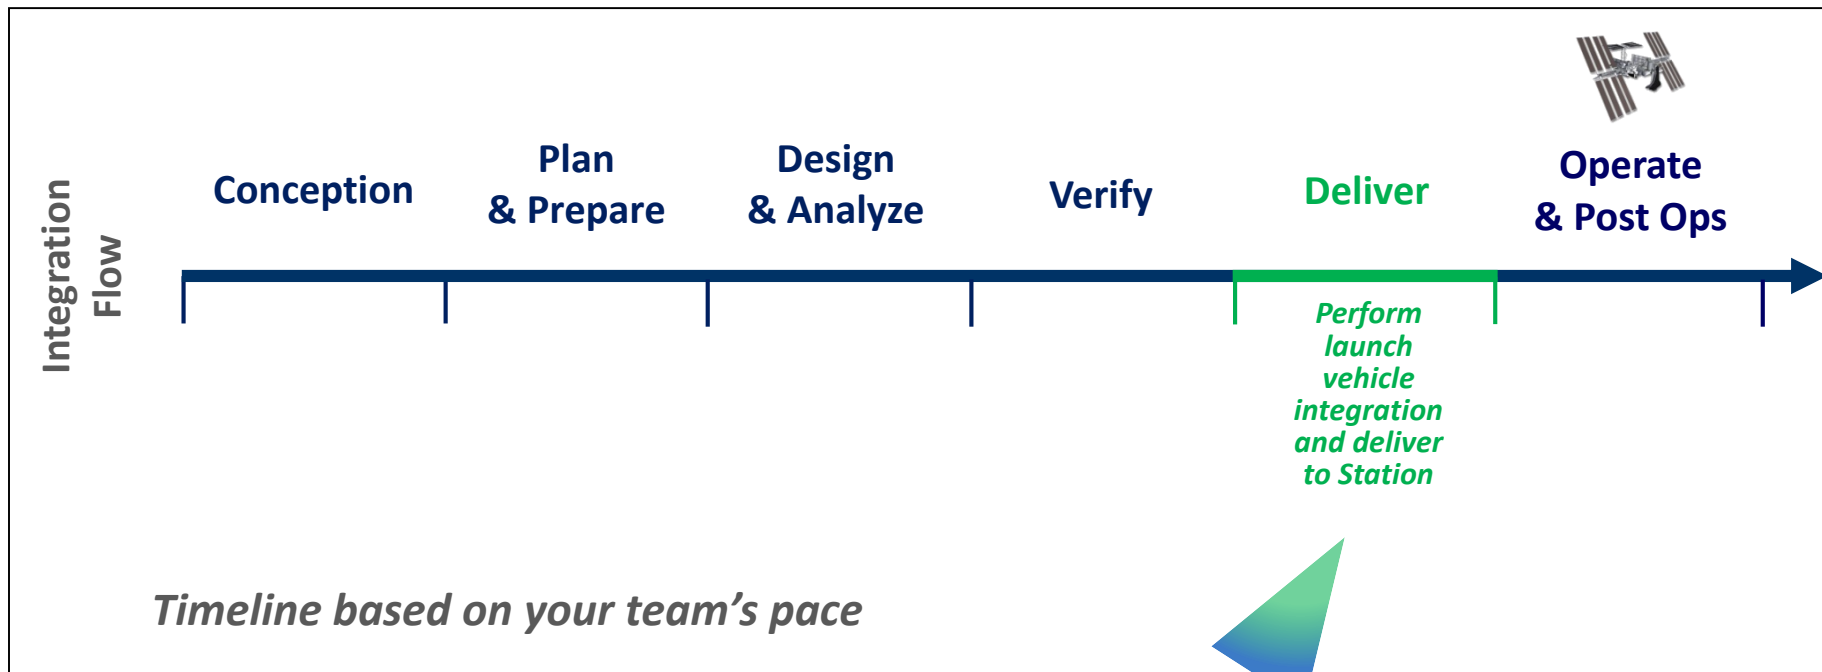 Integration
Flow
Conception
Plan
& Prepare
Design
& Analyze
Verify
Deliver
Operate
& Post Ops
Perform
launch
vehicle
integration
and deliver
to Station
Timeline based on your team’s pace